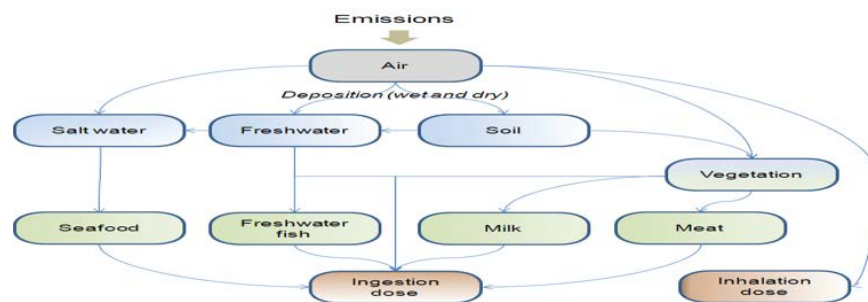 Emissions
Air
Deposition (wet and dry)
Salt water
Freshwater
Soil
Vegetation
Seafood
Freshwater
fish
Milk
Meat
Ingestion
dose
Inhalation
dose